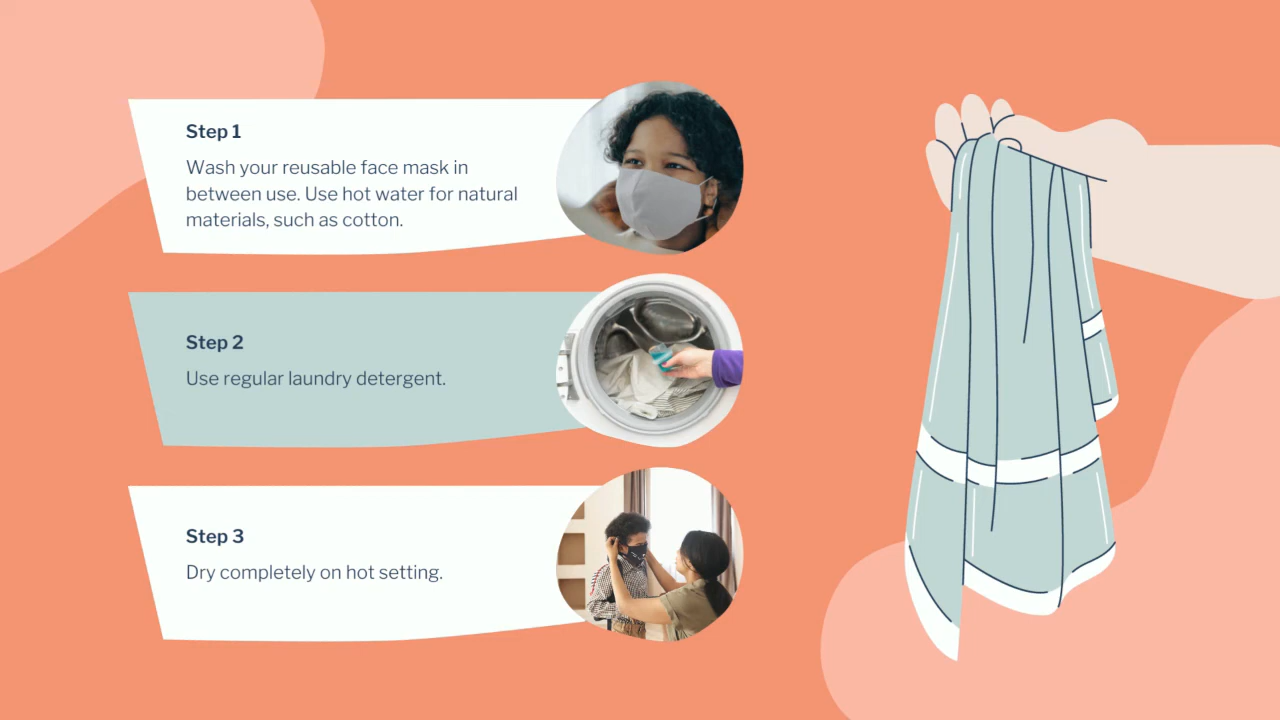 Step 1
Wash your reusable face mask in
between use. Use hot water for natural
materials, such as cotton.
Step 2
Use regular laundry detergent.
Step 3
Dry completely on hot setting.